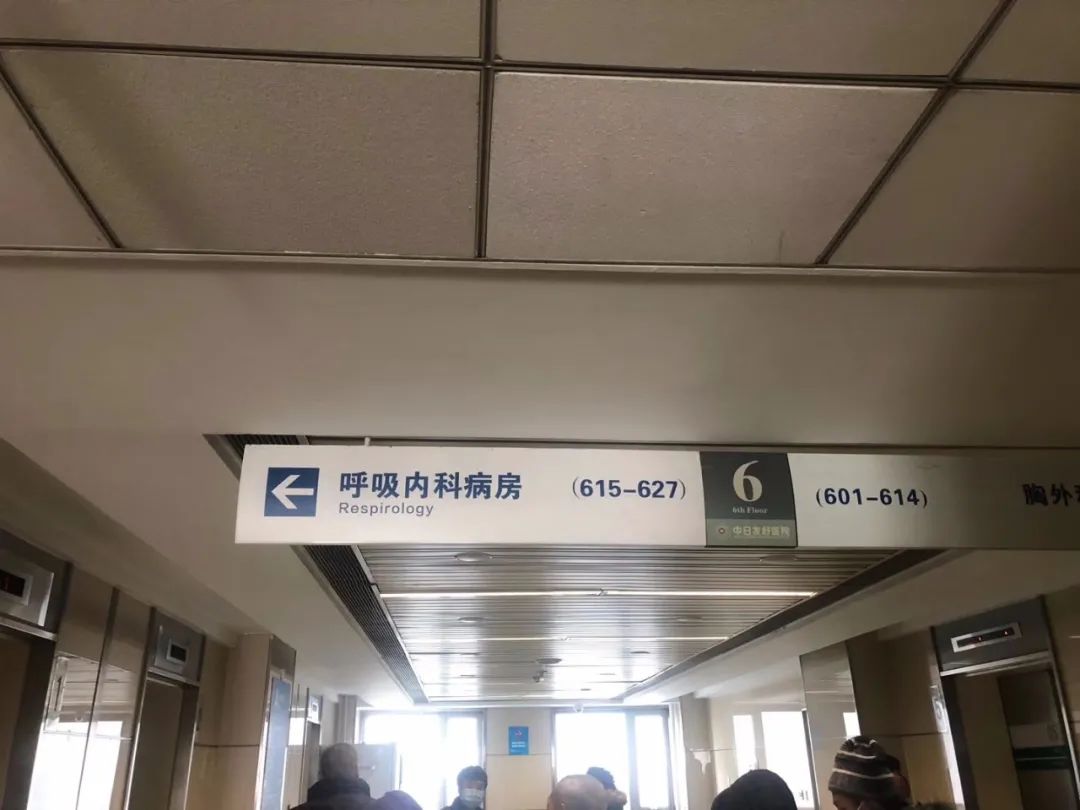 呼吸内科病房
Respirology
(615-627)
6
6th Floor
中日友好医院
(601-614)
胸外